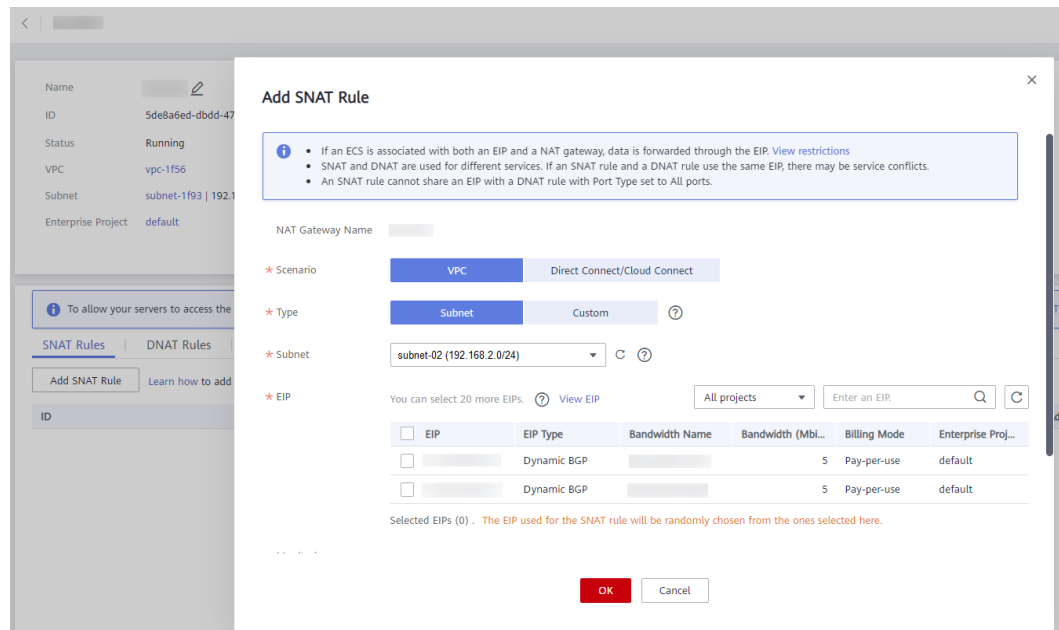 Name
ID 5de8a6ed-dbdd-47
Status Running
VPC vpc-1f56
Subnet subnet-1f93 | 192.1
Enterprise Project default
To allow your servers to access the
SNAT Rules | DNAT Rules |
Add SNAT Rule Learn how to add
ID
Add SNAT Rule
• If an ECS is associated with both an EIP and a NAT gateway, data is forwarded through the EIP. View restrictions
• SNAT and DNAT are used for different services. If an SNAT rule and a DNAT rule use the same EIP, there may be service conflicts.
• An SNAT rule cannot share an EIP with a DNAT rule with Port Type set to All ports.
NAT Gateway Name
* Scenario VPC Direct Connect/Cloud Connect
* Type Subnet Custom
* Subnet subnet-02 (192.168.2.0/24)
* EIP You can select 20 more EIPs. View EIP All projects Enter an EIP.
EIP EIP Type Bandwidth Name Bandwidth (Mbi... Billing Mode Enterprise Proj...
Dynamic BGP 5 Pay-per-use default
Dynamic BGP 5 Pay-per-use default
Selected EIPs (0) . The EIP used for the SNAT rule will be randomly chosen from the ones selected here.
OK Cancel